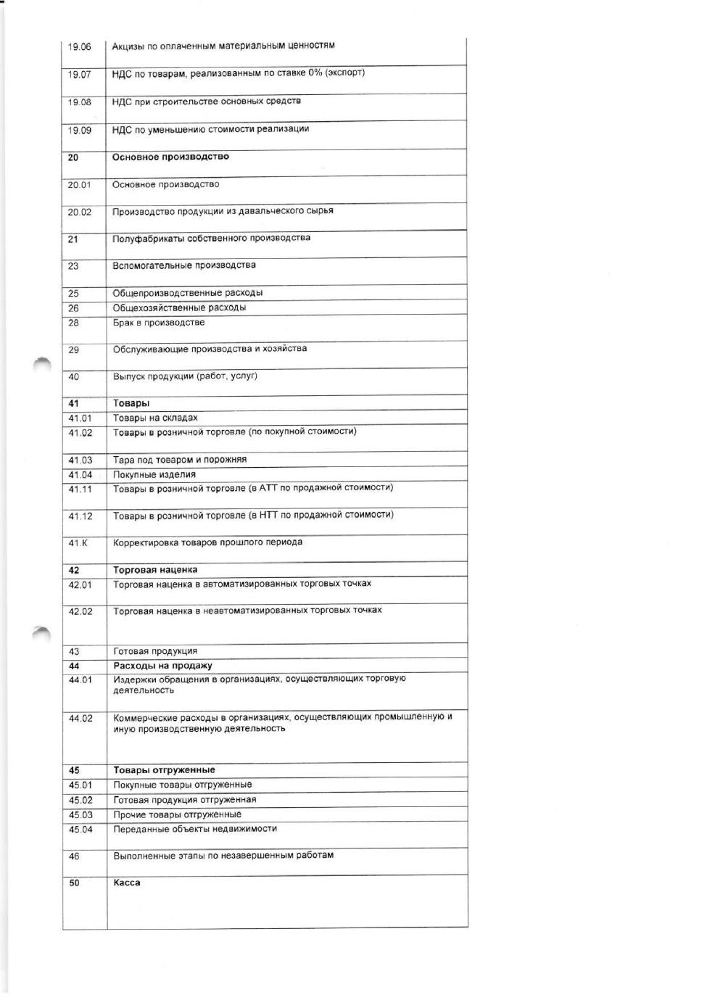 19.06 Акцизы по оплаченным материальным ценностям
19.07 НДС по товарам, реализованным по ставке 0% (экспорт)
19.08 НДС при строительстве основных средств
19.09 НДС по уменьшению стоимости реализации
20 Основное производство
20.01 Основное производство
20.02 Производство продукции из давальческого сырья
21 Полуфабрикаты собственного производства
23 Вспомогательные производства
25 Общепроизводственные расходы
26 Общехозяйственные расходы
28 Брак в производстве
29 Обслуживающие производства и хозяйства
40 Выпуск продукции (работ, услуг)
41 Товары
41.01 Товары на складах
41.02 Товары в розничной торговле (по покупной стоимости)
41.03 Тара под товаром и порожняя
41.04 Покупные изделия
41.11 Товары в розничной торговле (в АТТ по продажной стоимости)
41.12 Товары в розничной торговле (в НТТ по продажной стоимости)
41.К Корректировка товаров прошлого периода
42 Торговая наценка
42.01 Торговая наценка в автоматизированных торговых точках
42.02 Торговая наценка в неавтоматизированных торговых точках
43 Готовая продукция
44 Расходы на продажу
44.01 Издержки обращения в организациях, осуществляющих торговую
деятельность
44.02 Коммерческие расходы в организациях, осуществляющих промышленную и
иную производственную деятельность
45 Товары отгруженные
45.01 Покупные товары отгруженные
45.02 Готовая продукция отгруженная
45.03 Прочие товары отгруженные
45.04 Переданные объекты недвижимости
46 Выполненные этапы по незавершенным работам
50 Касса